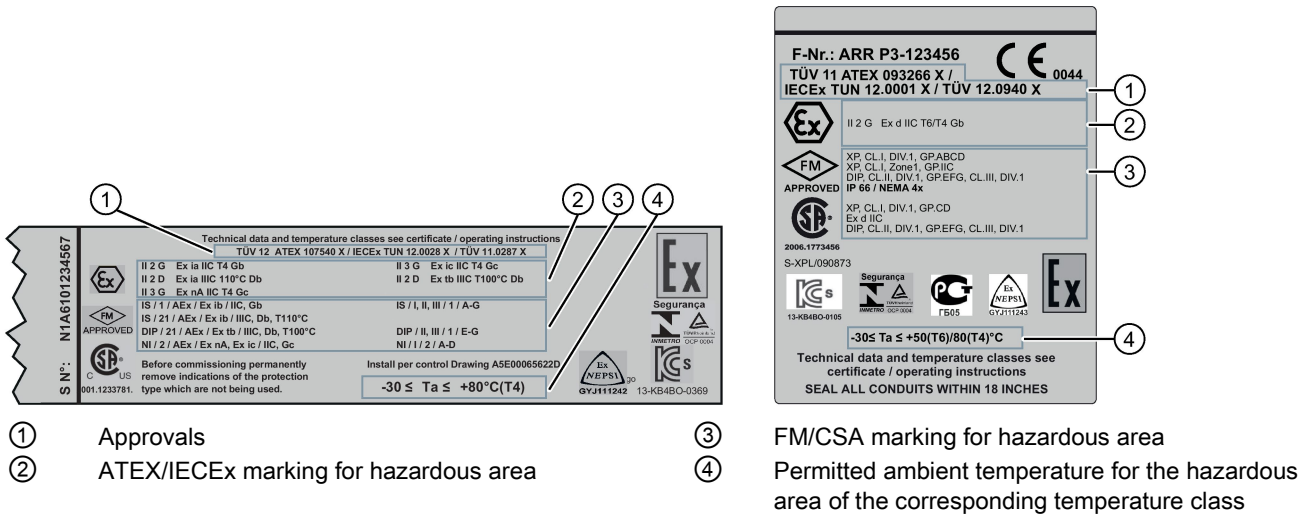 ① ② ③ ④
S Nº: N1A6101234567
Technical data and temperature classes see certificate / operating instructions
TÜV 12 ATEX 107540 X / IECEx TUN 12.0028 X / TÜV 11.0287 X
Ex
II 2 G Ex ia IIC T4 Gb II 3 G Ex ic IIC T4 Gc
II 2 D Ex ia IIIC 110°C Db II 2 D Ex tb IIIC T100°C Db
II 3 G Ex nA IIC T4 Gc
FM
APPROVED
IS / 1 / AEx / Ex ib / IIC, Gb IS / I, II, III / 1 / A-G
IS / 21 / AEx / Ex ib / IIIC, Db, T110°C
DIP / 21 / AEx / Ex tb / IIIC, Db, T100°C DIP / II, III / 1 / E-G
NI / 2 / AEx / Ex nA, Ex ic / IIC, Gc NI / I / 2 / A-D
C US
001.1233781.
Before commissioning permanently
remove indications of the protection
type which are not being used.
Install per control Drawing A5E00065622D
-30 ≤ Ta ≤ +80°C(T4)
Ex
NEPSI
go
GYJ111242
Ex
Segurança
INMETRO OCP 0004
s
13-KB4BO-0369
F-Nr.: ARR P3-123456
CE 0044
TÜV 11 ATEX 093266 X /
IECEx TUN 12.0001 X / TÜV 12.0940 X
①
Ex
II 2 G Ex d IIC T6/T4 Gb
②
FM
APPROVED
XP, CL.I, DIV.1, GP.ABCD
XP, CL.I, Zone1, GP.IIC
DIP, CL.II, DIV.1, GP.EFG, CL.III, DIV.1
IP 66 / NEMA 4x
③
2006.1773456
XP, CL.I, DIV.1, GP.CD
Ex d IIC
DIP, CL.II, DIV.1, GP.EFG, CL.III, DIV.1
S-XPL/090873
s
13-KB4BO-0105
Segurança
INMETRO OCP 0004
ГБ05
Ex
NEPSI
GYJ111243
Ex
-30≤ Ta ≤ +50(T6)/80(T4)°C
④
Technical data and temperature classes see
certificate / operating instructions
SEAL ALL CONDUITS WITHIN 18 INCHES
① Approvals
② ATEX/IECEx marking for hazardous area
③ FM/CSA marking for hazardous area
④ Permitted ambient temperature for the hazardous
area of the corresponding temperature class